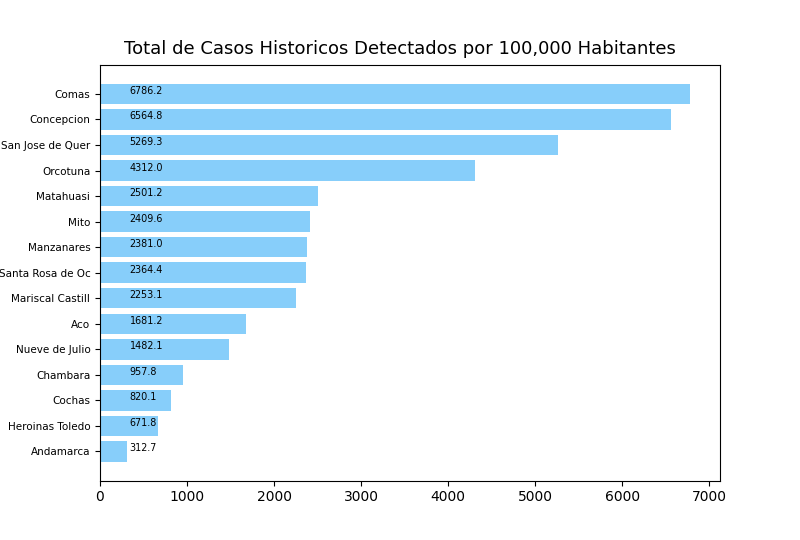 Total de Casos Historicos Detectados por 100,000 Habitantes
Comas 6786.2
Concepcion 6564.8
San Jose de Quer 5269.3
Orcotuna 4312.0
Matahuasi 2501.2
Mito 2409.6
Manzanares 2381.0
Santa Rosa de Oc 2364.4
Mariscal Castill 2253.1
Aco 1681.2
Nueve de Julio 1482.1
Chambara 957.8
Cochas 820.1
Heroinas Toledo 671.8
Andamarca 312.7
0 1000 2000 3000 4000 5000 6000 7000